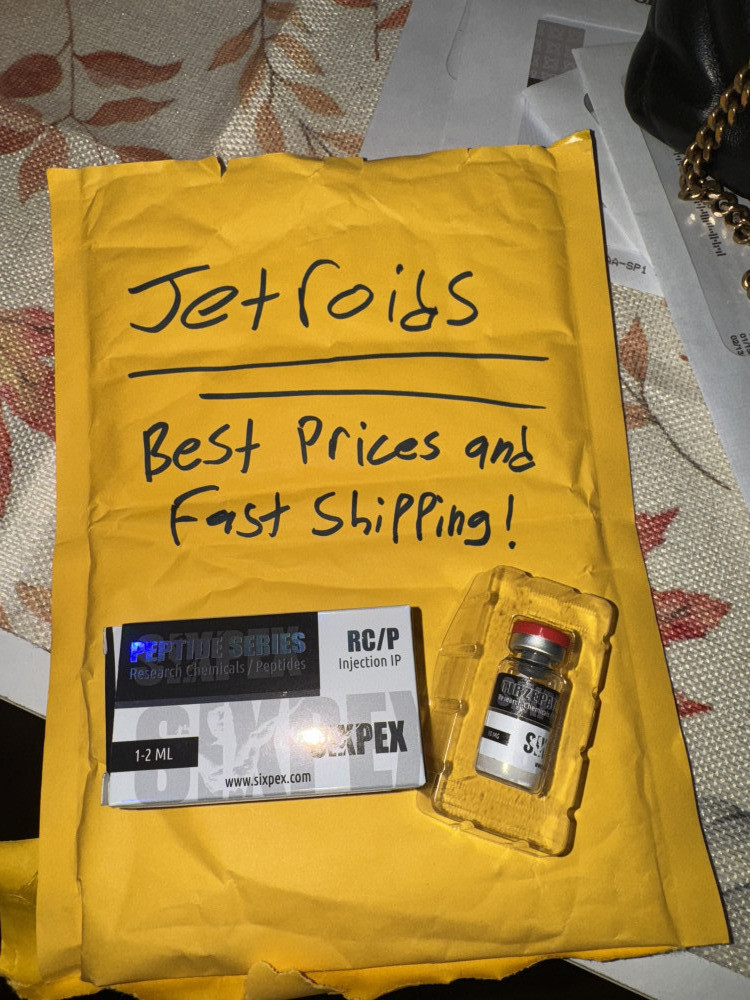 Jetroids
Best Prices and
Fast Shipping!
PEPTIDE SERIES
Research Chemicals / Peptides
RC/P
Injection IP
SIXPEX
1-2 ML
www.sixpex.com